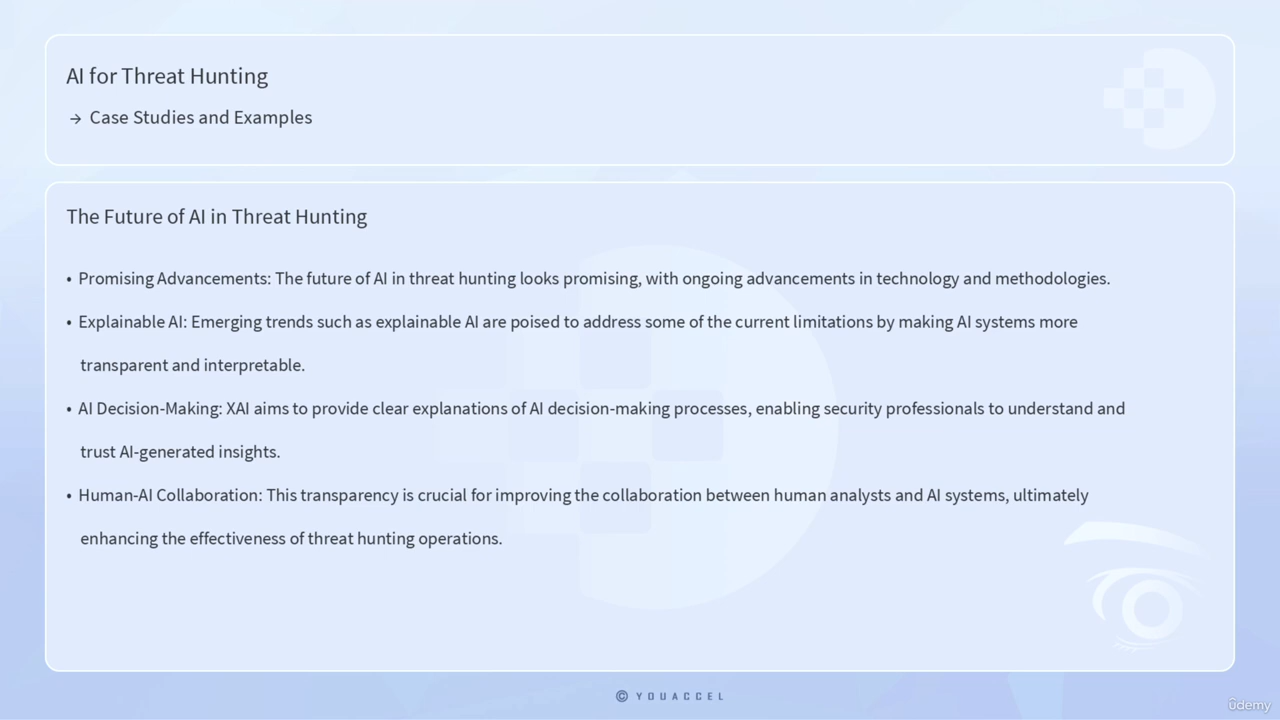 AI for Threat Hunting
→ Case Studies and Examples
The Future of AI in Threat Hunting
• Promising Advancements: The future of AI in threat hunting looks promising, with ongoing advancements in technology and methodologies.
• Explainable AI: Emerging trends such as explainable AI are poised to address some of the current limitations by making AI systems more
transparent and interpretable.
• AI Decision-Making: XAI aims to provide clear explanations of AI decision-making processes, enabling security professionals to understand and
trust AI-generated insights.
• Human-AI Collaboration: This transparency is crucial for improving the collaboration between human analysts and AI systems, ultimately
enhancing the effectiveness of threat hunting operations.
© YOUACCEL
ûdemy